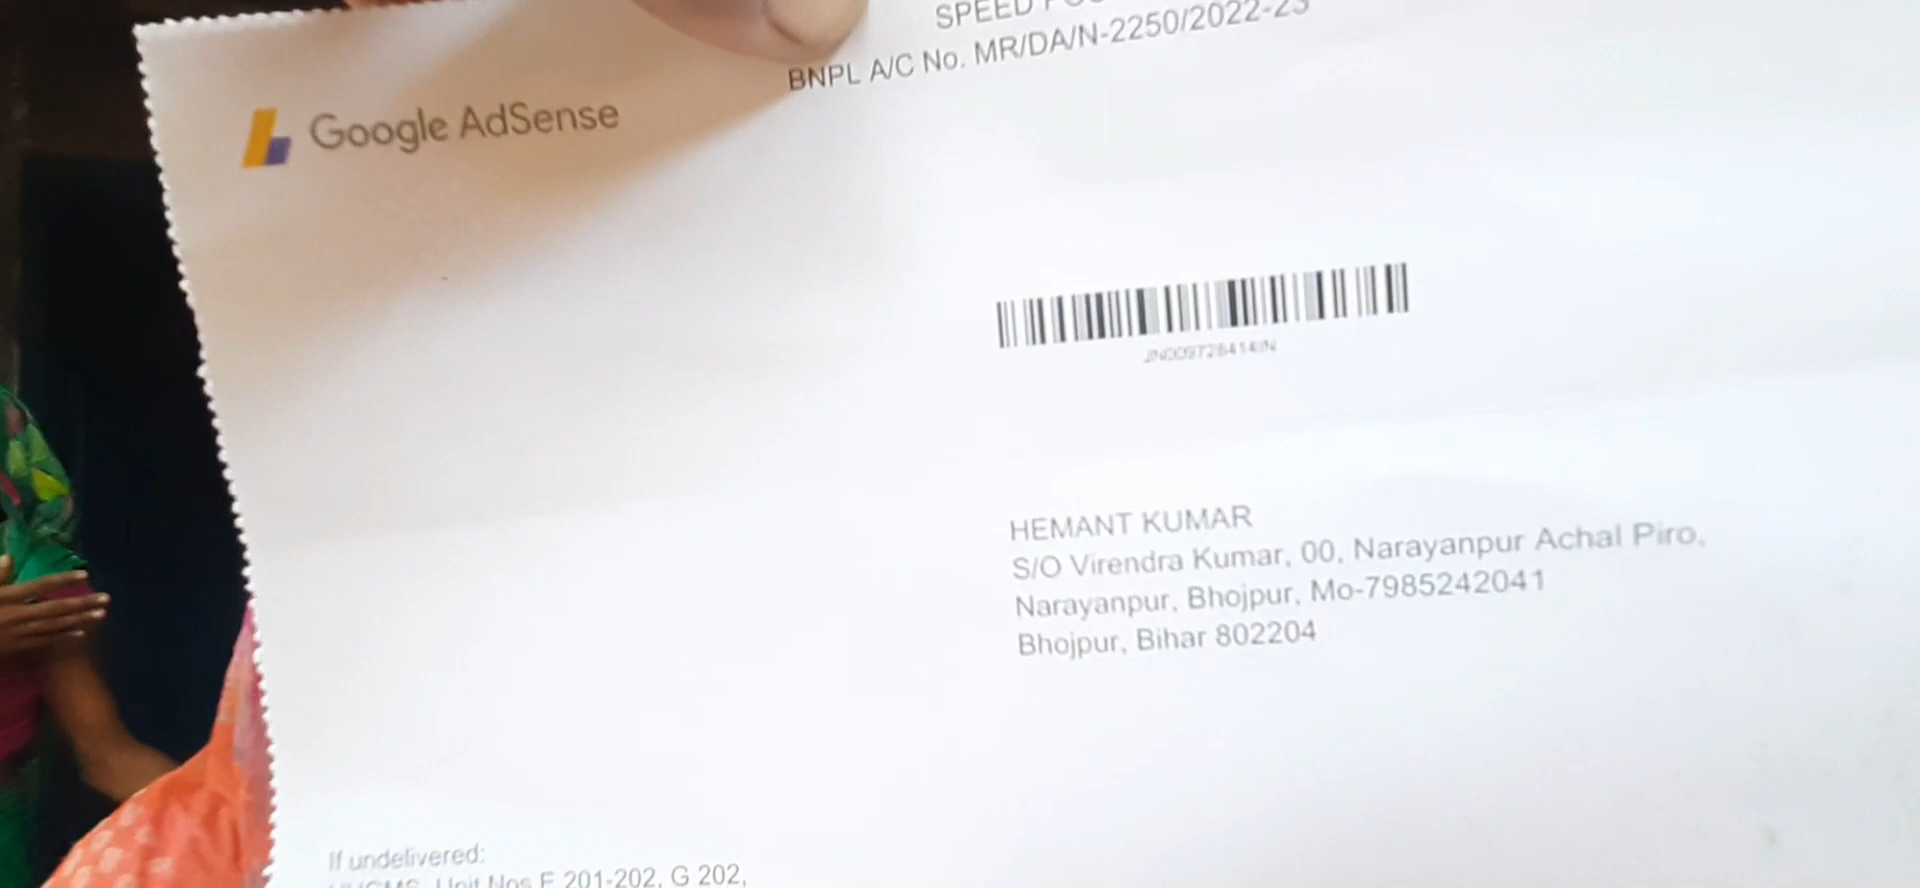 SPEED
BNPL A/C No. MR/DA/N-2250/2022-23
Google AdSense
HEMANT KUMAR
S/O Virendra Kumar, 00, Narayanpur Achal Piro,
Narayanpur, Bhojpur, Mo-7985242041
Bhojpur, Bihar 802204
If undelivered:
Unit Nos F 201-202, G 202,